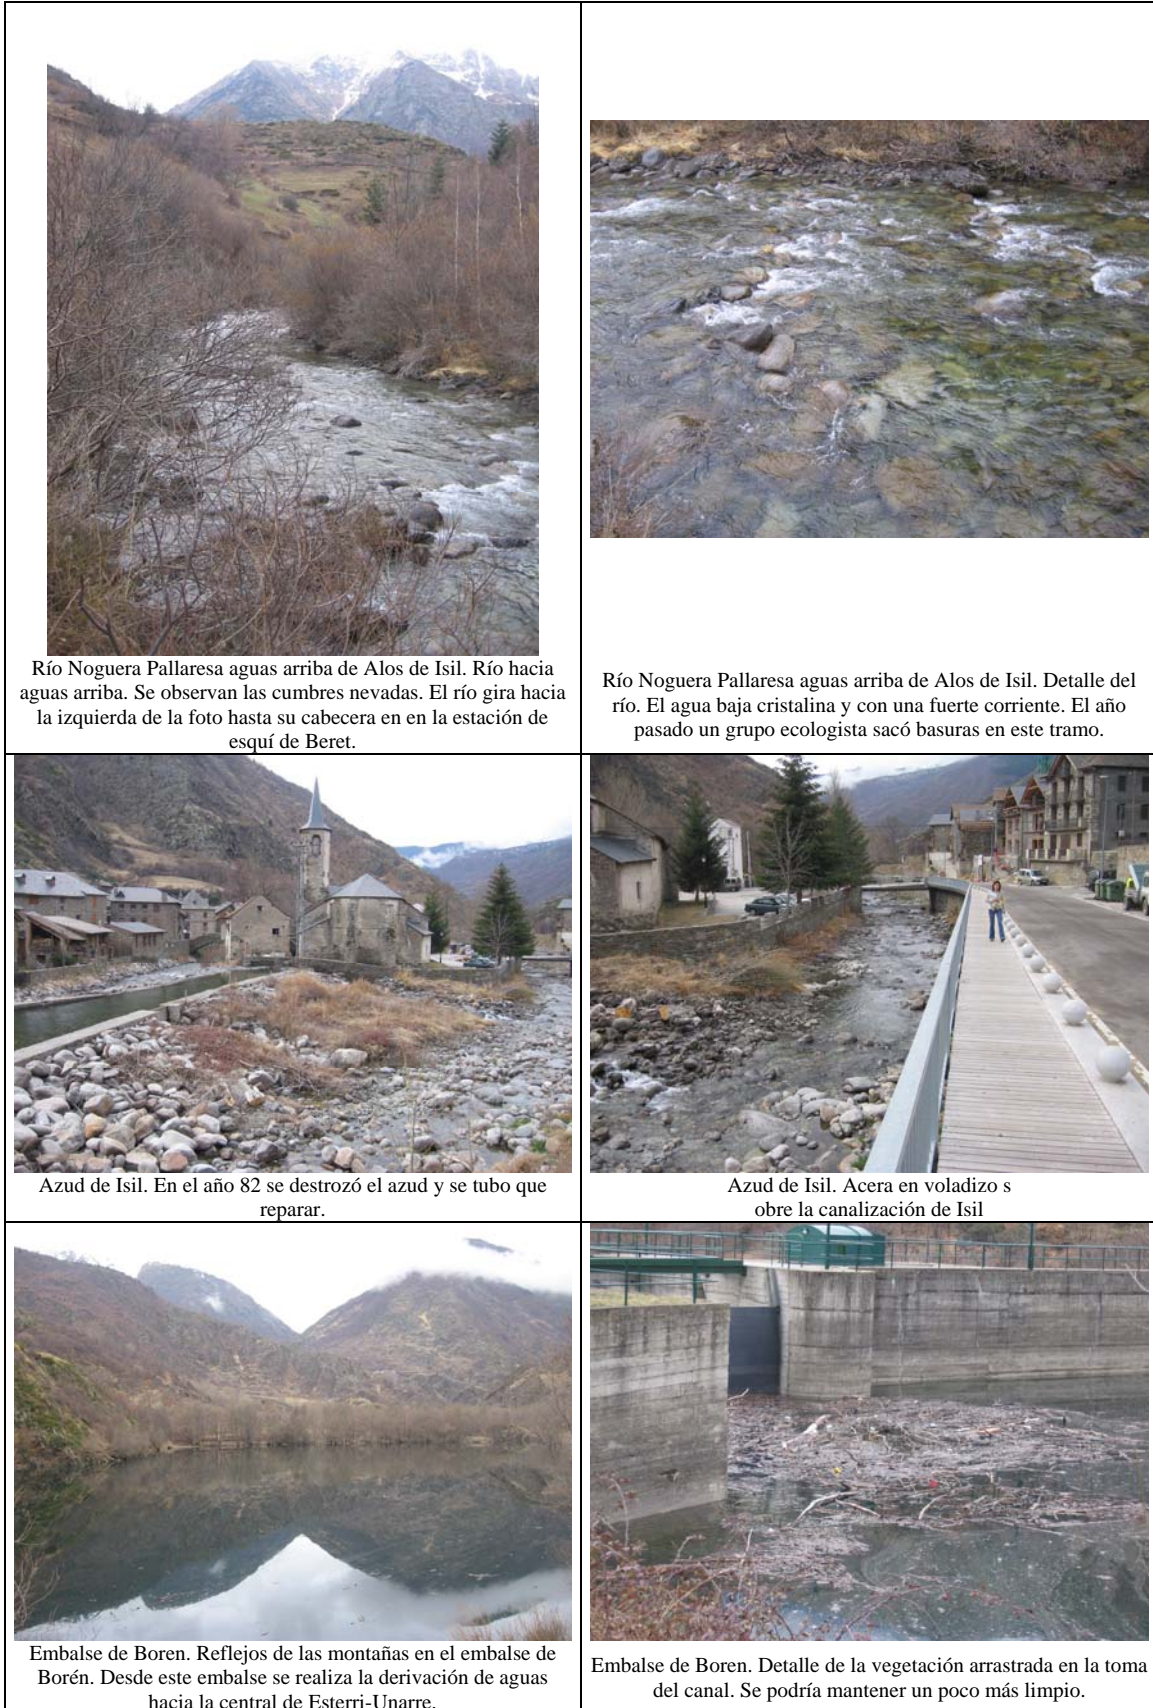 Río Noguera Pallaresa aguas arriba de Alos de Isil. Río hacia
aguas arriba. Se observan las cumbres nevadas. El río gira hacia
la izquierda de la foto hasta su cabecera en en la estación de
esquí de Beret.
Río Noguera Pallaresa aguas arriba de Alos de Isil. Detalle del
río. El agua baja cristalina y con una fuerte corriente. El año
pasado un grupo ecologista sacó basuras en este tramo.
Azud de Isil. En el año 82 se destrozó el azud y se tubo que
reparar.
Azud de Isil. Acera en voladizo s
obre la canalización de Isil
Embalse de Boren. Reflejos de las montañas en el embalse de
Borén. Desde este embalse se realiza la derivación de aguas
hacia la central de Esterri-Unarre.
Embalse de Boren. Detalle de la vegetación arrastrada en la toma
del canal. Se podría mantener un poco más limpio.